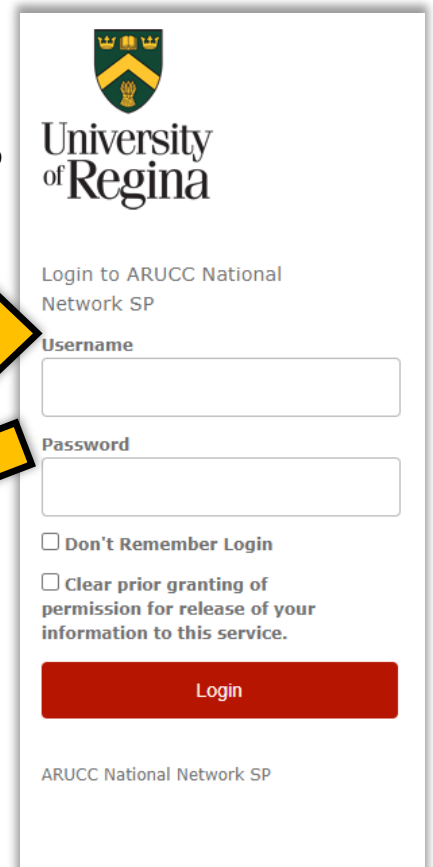 University
of Regina
Login to ARUCC National
Network SP
Username
Password
Don't Remember Login
Clear prior granting of
permission for release of your
information to this service.
Login
ARUCC National Network SP